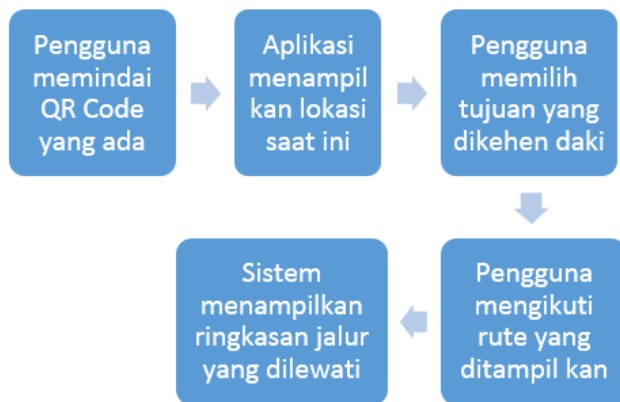 Pengguna
memindai
QR Code
yang ada
Aplikasi
menampil
kan lokasi
saat ini
Pengguna
memilih
tujuan yang
dikehen daki
Pengguna
mengikuti
rute yang
ditampil kan
Sistem
menampilkan
ringkasan jalur
yang dilewati